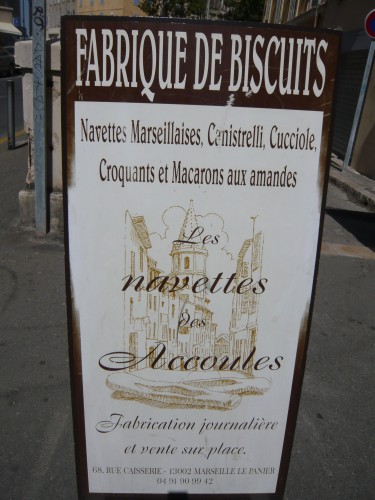 FABRIQUE DE BISCUITS
Navettes Marseillaises, Canistrelli, Cucciole,
Croquants et Macarons aux amandes
Les
navettes
des
Accoules
Fabrication journalière
et vente sur place.
68, RUE CAISSERIE - 13002 MARSEILLE LE PANIER
04 91 90 99 42